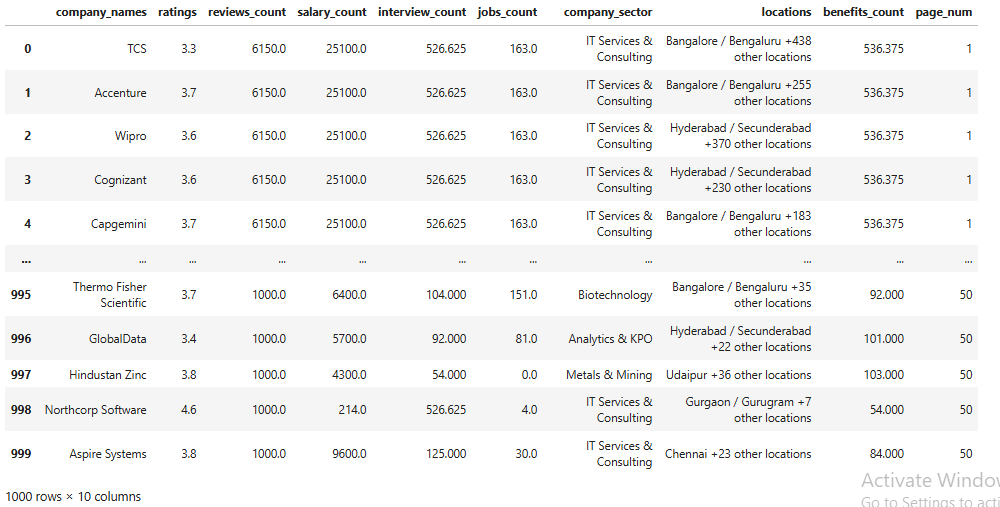 company_names ratings reviews_count salary_count interview_count jobs_count company_sector locations benefits_count page_num
0 TCS 3.3 6150.0 25100.0 526.625 163.0 IT Services & Consulting Bangalore / Bengaluru +438 other locations 536.375 1
1 Accenture 3.7 6150.0 25100.0 526.625 163.0 IT Services & Consulting Bangalore / Bengaluru +255 other locations 536.375 1
2 Wipro 3.6 6150.0 25100.0 526.625 163.0 IT Services & Consulting Hyderabad / Secunderabad +370 other locations 536.375 1
3 Cognizant 3.6 6150.0 25100.0 526.625 163.0 IT Services & Consulting Hyderabad / Secunderabad +230 other locations 536.375 1
4 Capgemini 3.7 6150.0 25100.0 526.625 163.0 IT Services & Consulting Bangalore / Bengaluru +183 other locations 536.375 1
... ... ... ... ... ... ... ... ... ... ...
995 Thermo Fisher Scientific 3.7 1000.0 6400.0 104.000 151.0 Biotechnology Bangalore / Bengaluru +35 other locations 92.000 50
996 GlobalData 3.4 1000.0 5700.0 92.000 81.0 Analytics & KPO Hyderabad / Secunderabad +22 other locations 101.000 50
997 Hindustan Zinc 3.8 1000.0 4300.0 54.000 0.0 Metals & Mining Udaipur +36 other locations 103.000 50
998 Northcorp Software 4.6 1000.0 214.0 526.625 4.0 IT Services & Consulting Gurgaon / Gurugram +7 other locations 54.000 50
999 Aspire Systems 3.8 1000.0 9600.0 125.000 30.0 IT Services & Consulting Chennai +23 other locations 84.000 50
1000 rows × 10 columns
Activate Window
Go to Settings to acti